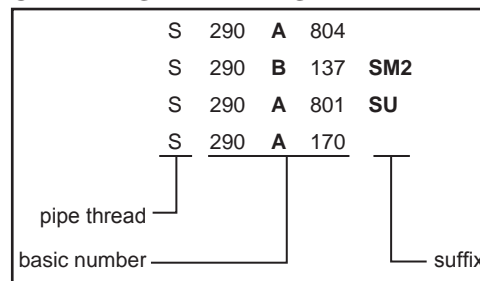 S 290 A 804
S 290 B 137 SM2
S 290 A 801 SU
S 290 A 170
pipe thread
basic number
suffix